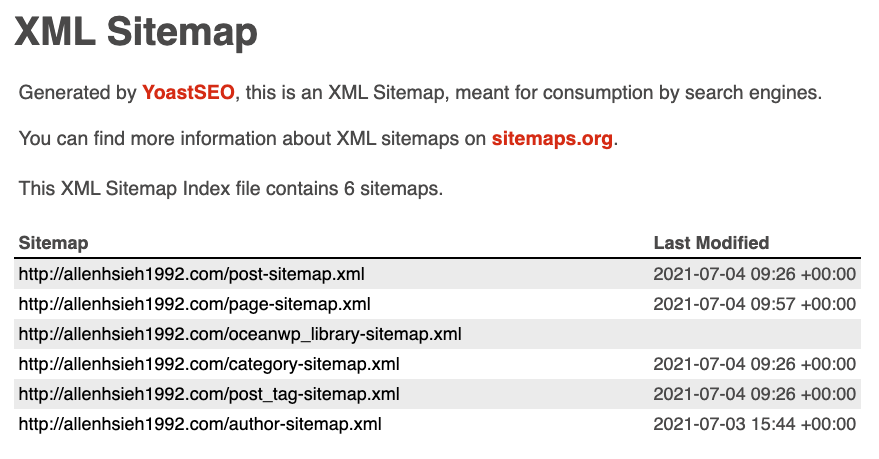 XML Sitemap
Generated by YoastSEO, this is an XML Sitemap, meant for consumption by search engines.
You can find more information about XML sitemaps on sitemaps.org.
This XML Sitemap Index file contains 6 sitemaps.
Sitemap Last Modified
http://allenhsieh1992.com/post-sitemap.xml 2021-07-04 09:26 +00:00
http://allenhsieh1992.com/page-sitemap.xml 2021-07-04 09:57 +00:00
http://allenhsieh1992.com/oceanwp_library-sitemap.xml
http://allenhsieh1992.com/category-sitemap.xml 2021-07-04 09:26 +00:00
http://allenhsieh1992.com/post_tag-sitemap.xml 2021-07-04 09:26 +00:00
http://allenhsieh1992.com/author-sitemap.xml 2021-07-03 15:44 +00:00